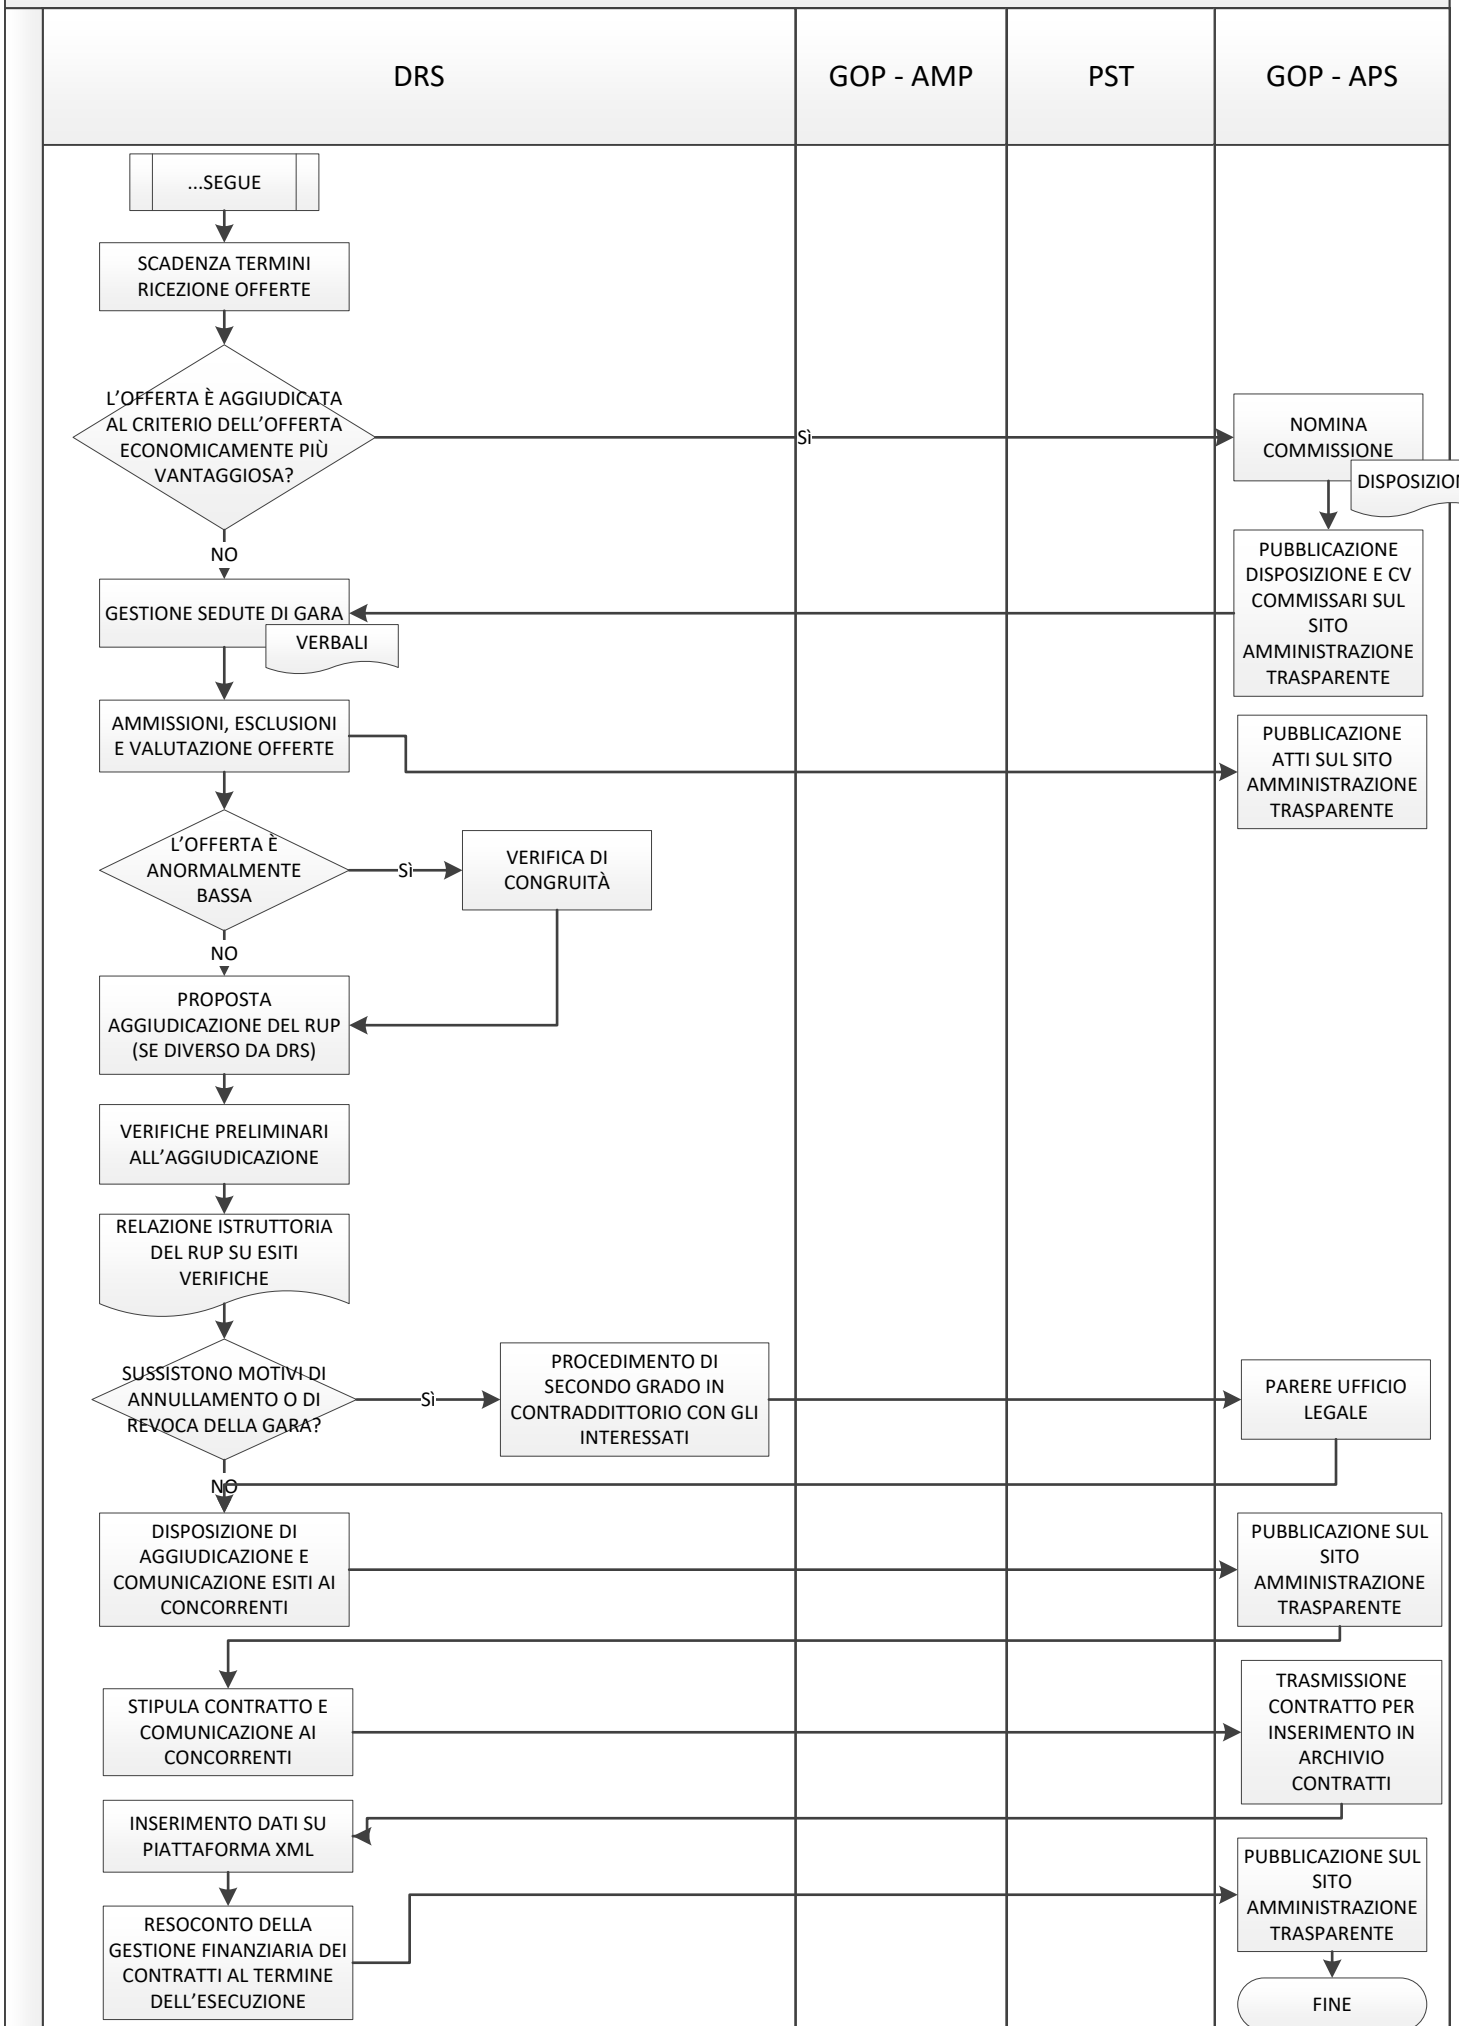 DRS
GOP - AMP
PST
GOP - APS
...SEGUE
SCADENZA TERMINI
RICEZIONE OFFERTE
L'OFFERTA È AGGIUDICATA
AL CRITERIO DELL'OFFERTA
ECONOMICAMENTE PIÙ
VANTAGGIOSA?
Sì
NOMINA
COMMISSIONE
NO
PUBBLICAZIONE
DISPOSIZIONE E CV
COMMISSARI SUL
SITO
AMMINISTRAZIONE
TRASPARENTE
GESTIONE SEDUTE DI GARA
VERBALI
AMMISSIONI, ESCLUSIONI
E VALUTAZIONE OFFERTE
PUBBLICAZIONE
ATTI SUL SITO
AMMINISTRAZIONE
TRASPARENTE
L'OFFERTA È
ANORMALMENTE
BASSA
Sì
VERIFICA DI
CONGRUITÀ
NO
PROPOSTA
AGGIUDICAZIONE DEL RUP
(SE DIVERSO DA DRS)
VERIFICHE PRELIMINARI
ALL'AGGIUDICAZIONE
RELAZIONE ISTRUTTORIA
DEL RUP SU ESITI
VERIFICHE
SUSSISTONO MOTIVI DI
ANNULLAMENTO O DI
REVOCA DELLA GARA?
Sì
PROCEDIMENTO DI
SECONDO GRADO IN
CONTRADDITTORIO CON GLI
INTERESSATI
PARERE UFFICIO
LEGALE
NO
DISPOSIZIONE DI
AGGIUDICAZIONE E
COMUNICAZIONE ESITI AI
CONCORRENTI
PUBBLICAZIONE SUL
SITO
AMMINISTRAZIONE
TRASPARENTE
STIPULA CONTRATTO E
COMUNICAZIONE AI
CONCORRENTI
TRASMISSIONE
CONTRATTO PER
INSERIMENTO IN
ARCHIVIO
CONTRATTI
INSERIMENTO DATI SU
PIATTAFORMA XML
RESOCONTO DELLA
GESTIONE FINANZIARIA DEI
CONTRATTI AL TERMINE
DELL'ESECUZIONE
PUBBLICAZIONE SUL
SITO
AMMINISTRAZIONE
TRASPARENTE
FINE